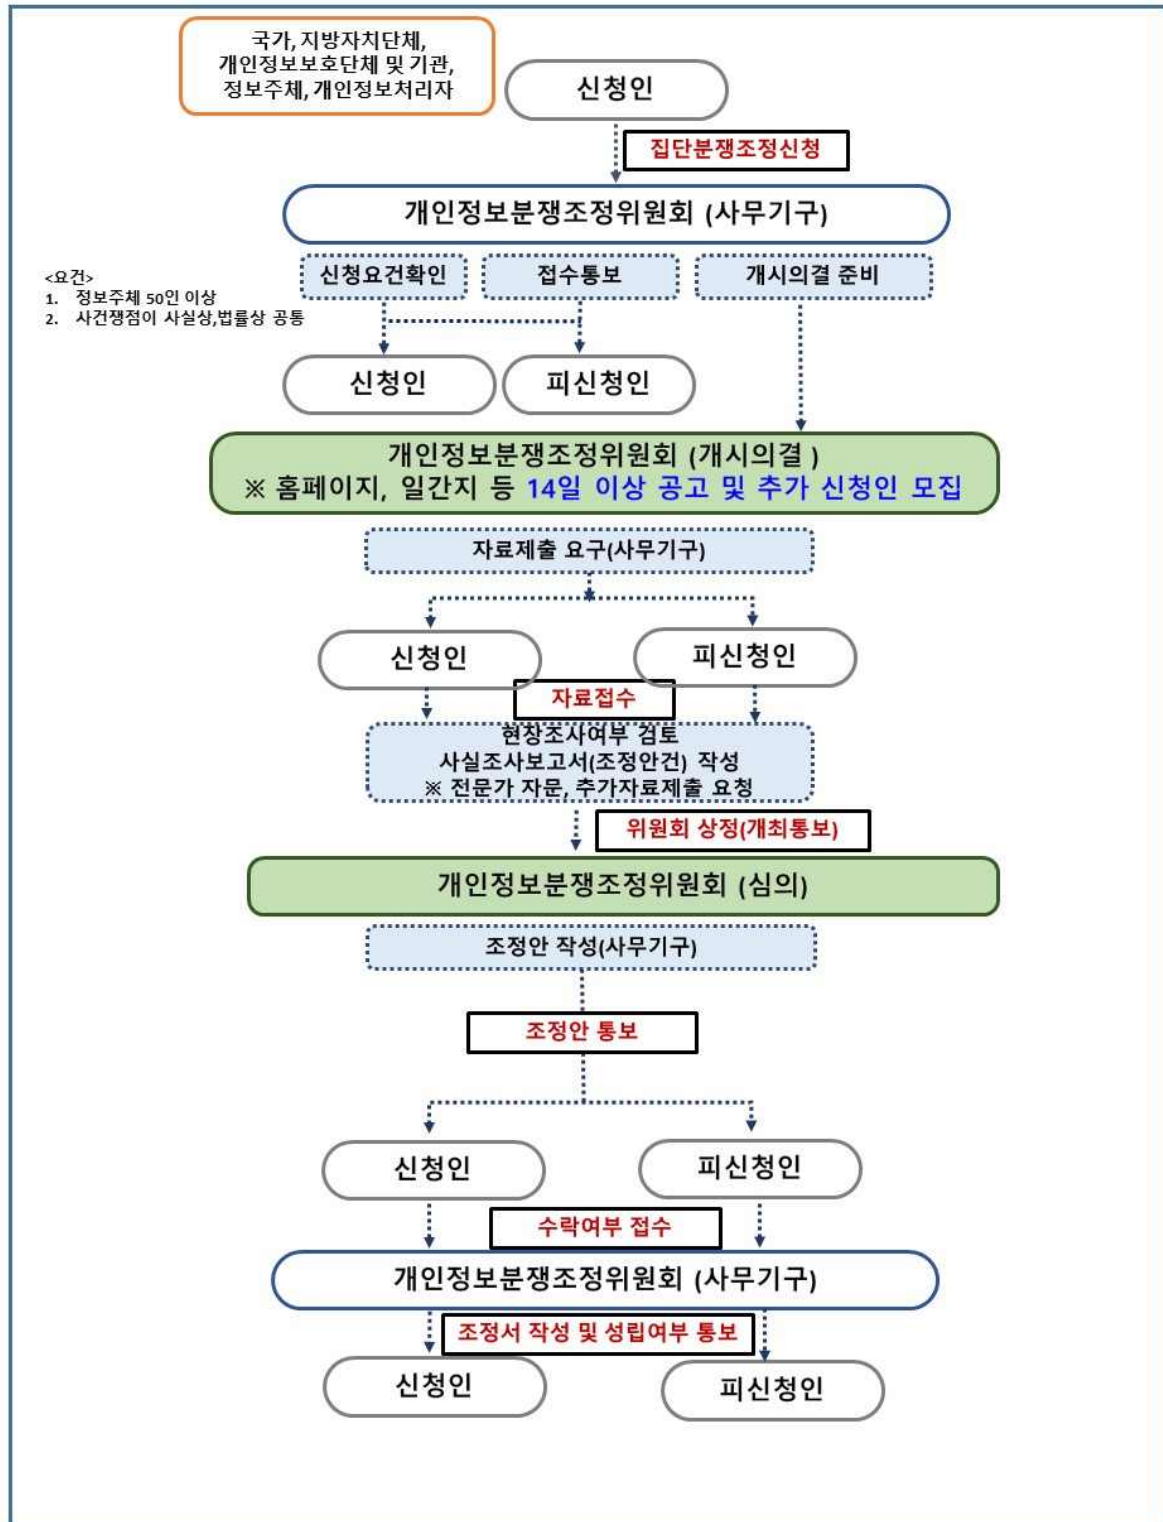 국가, 지방자치단체,
개인정보보호단체 및 기관,
정보주체, 개인정보처리자
신청인
집단분쟁조정신청
개인정보분쟁조정위원회 (사무기구)
신청요건확인
접수통보
개시의결 준비
<요건>
1. 정보주체 50인 이상
2. 사건쟁점이 사실상,법률상 공통
신청인
피신청인
개인정보분쟁조정위원회 (개시의결 )
※ 홈페이지, 일간지 등 14일 이상 공고 및 추가 신청인 모집
자료제출 요구(사무기구)
신청인
피신청인
자료접수
현장조사여부 검토
사실조사보고서(조정안건) 작성
※ 전문가 자문, 추가자료제출 요청
위원회 상정(개최통보)
개인정보분쟁조정위원회 (심의)
조정안 작성(사무기구)
조정안 통보
신청인
피신청인
수락여부 접수
개인정보분쟁조정위원회 (사무기구)
조정서 작성 및 성립여부 통보
신청인
피신청인